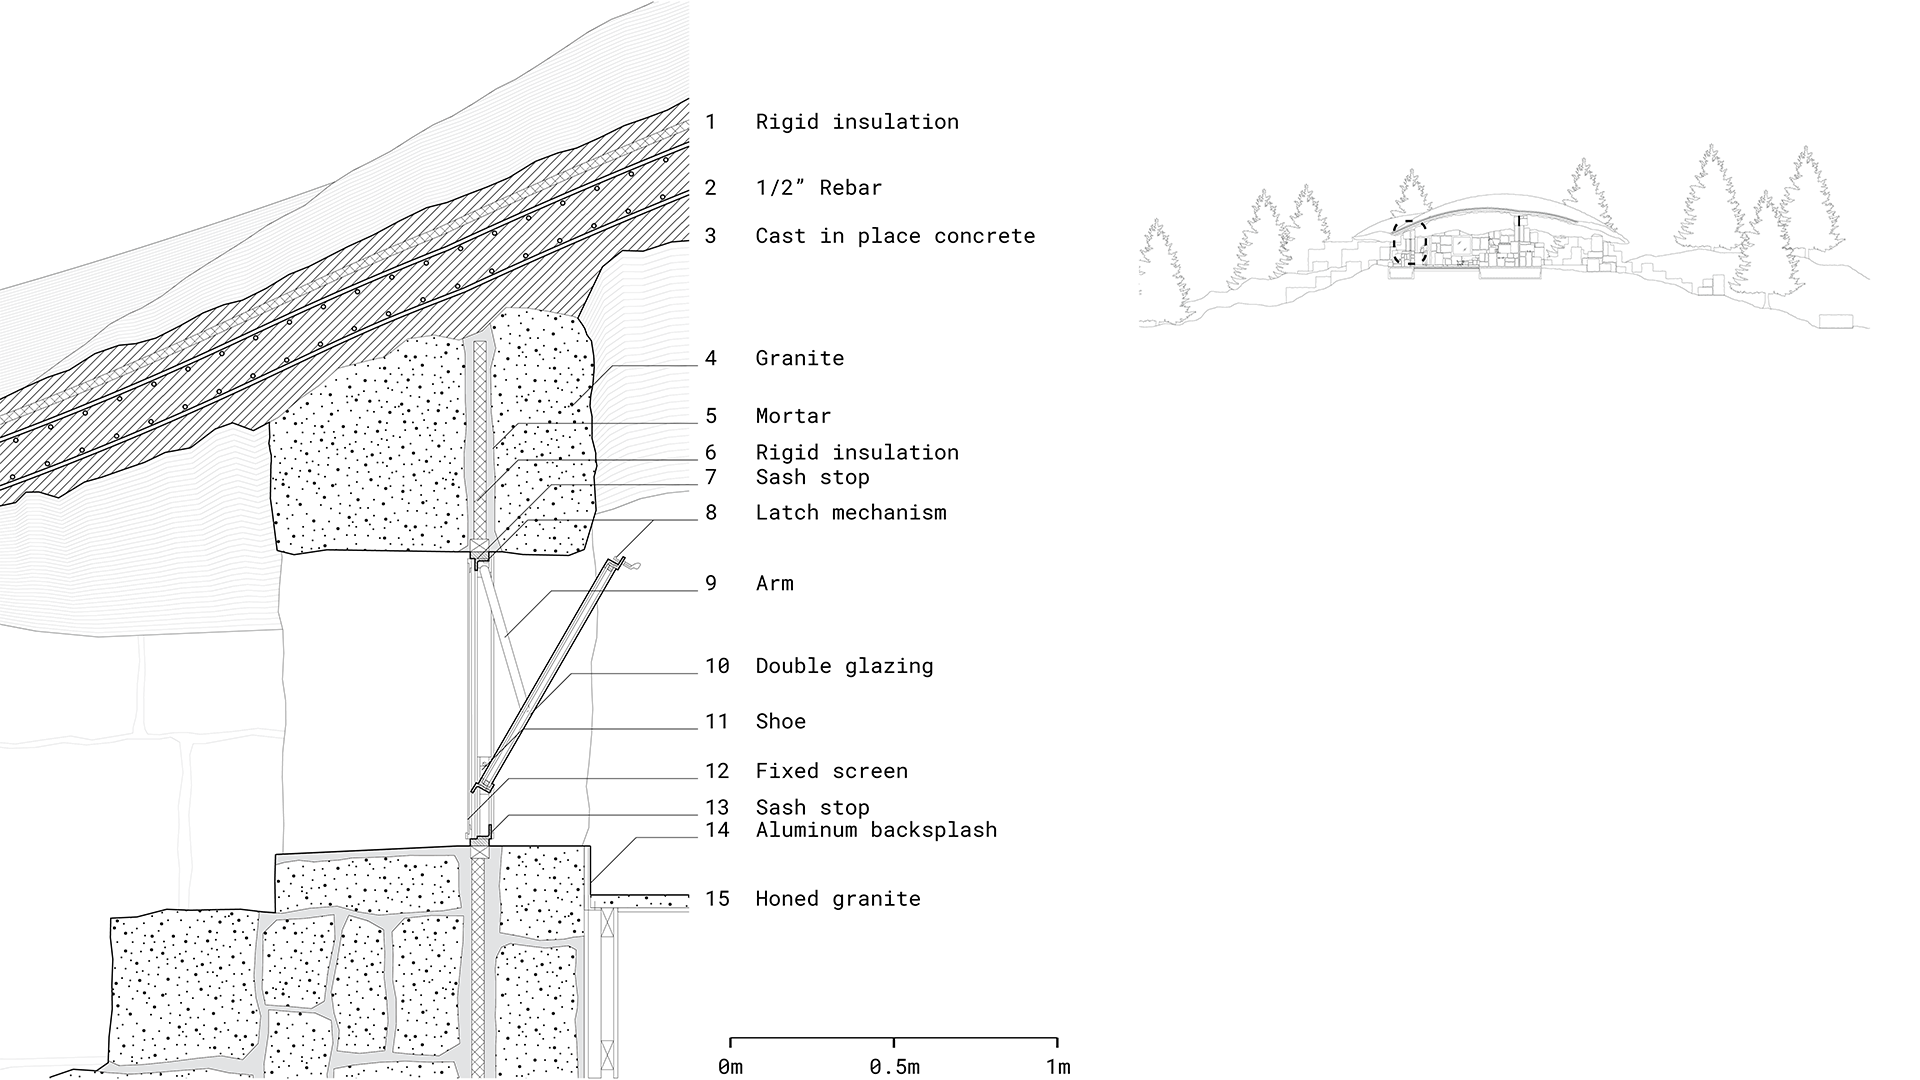 1 Rigid insulation
2 1/2” Rebar
3 Cast in place concrete
4 Granite
5 Mortar
6 Rigid insulation
7 Sash stop
8 Latch mechanism
9 Arm
10 Double glazing
11 Shoe
12 Fixed screen
13 Sash stop
14 Aluminum backsplash
15 Honed granite
0m 0.5m 1m